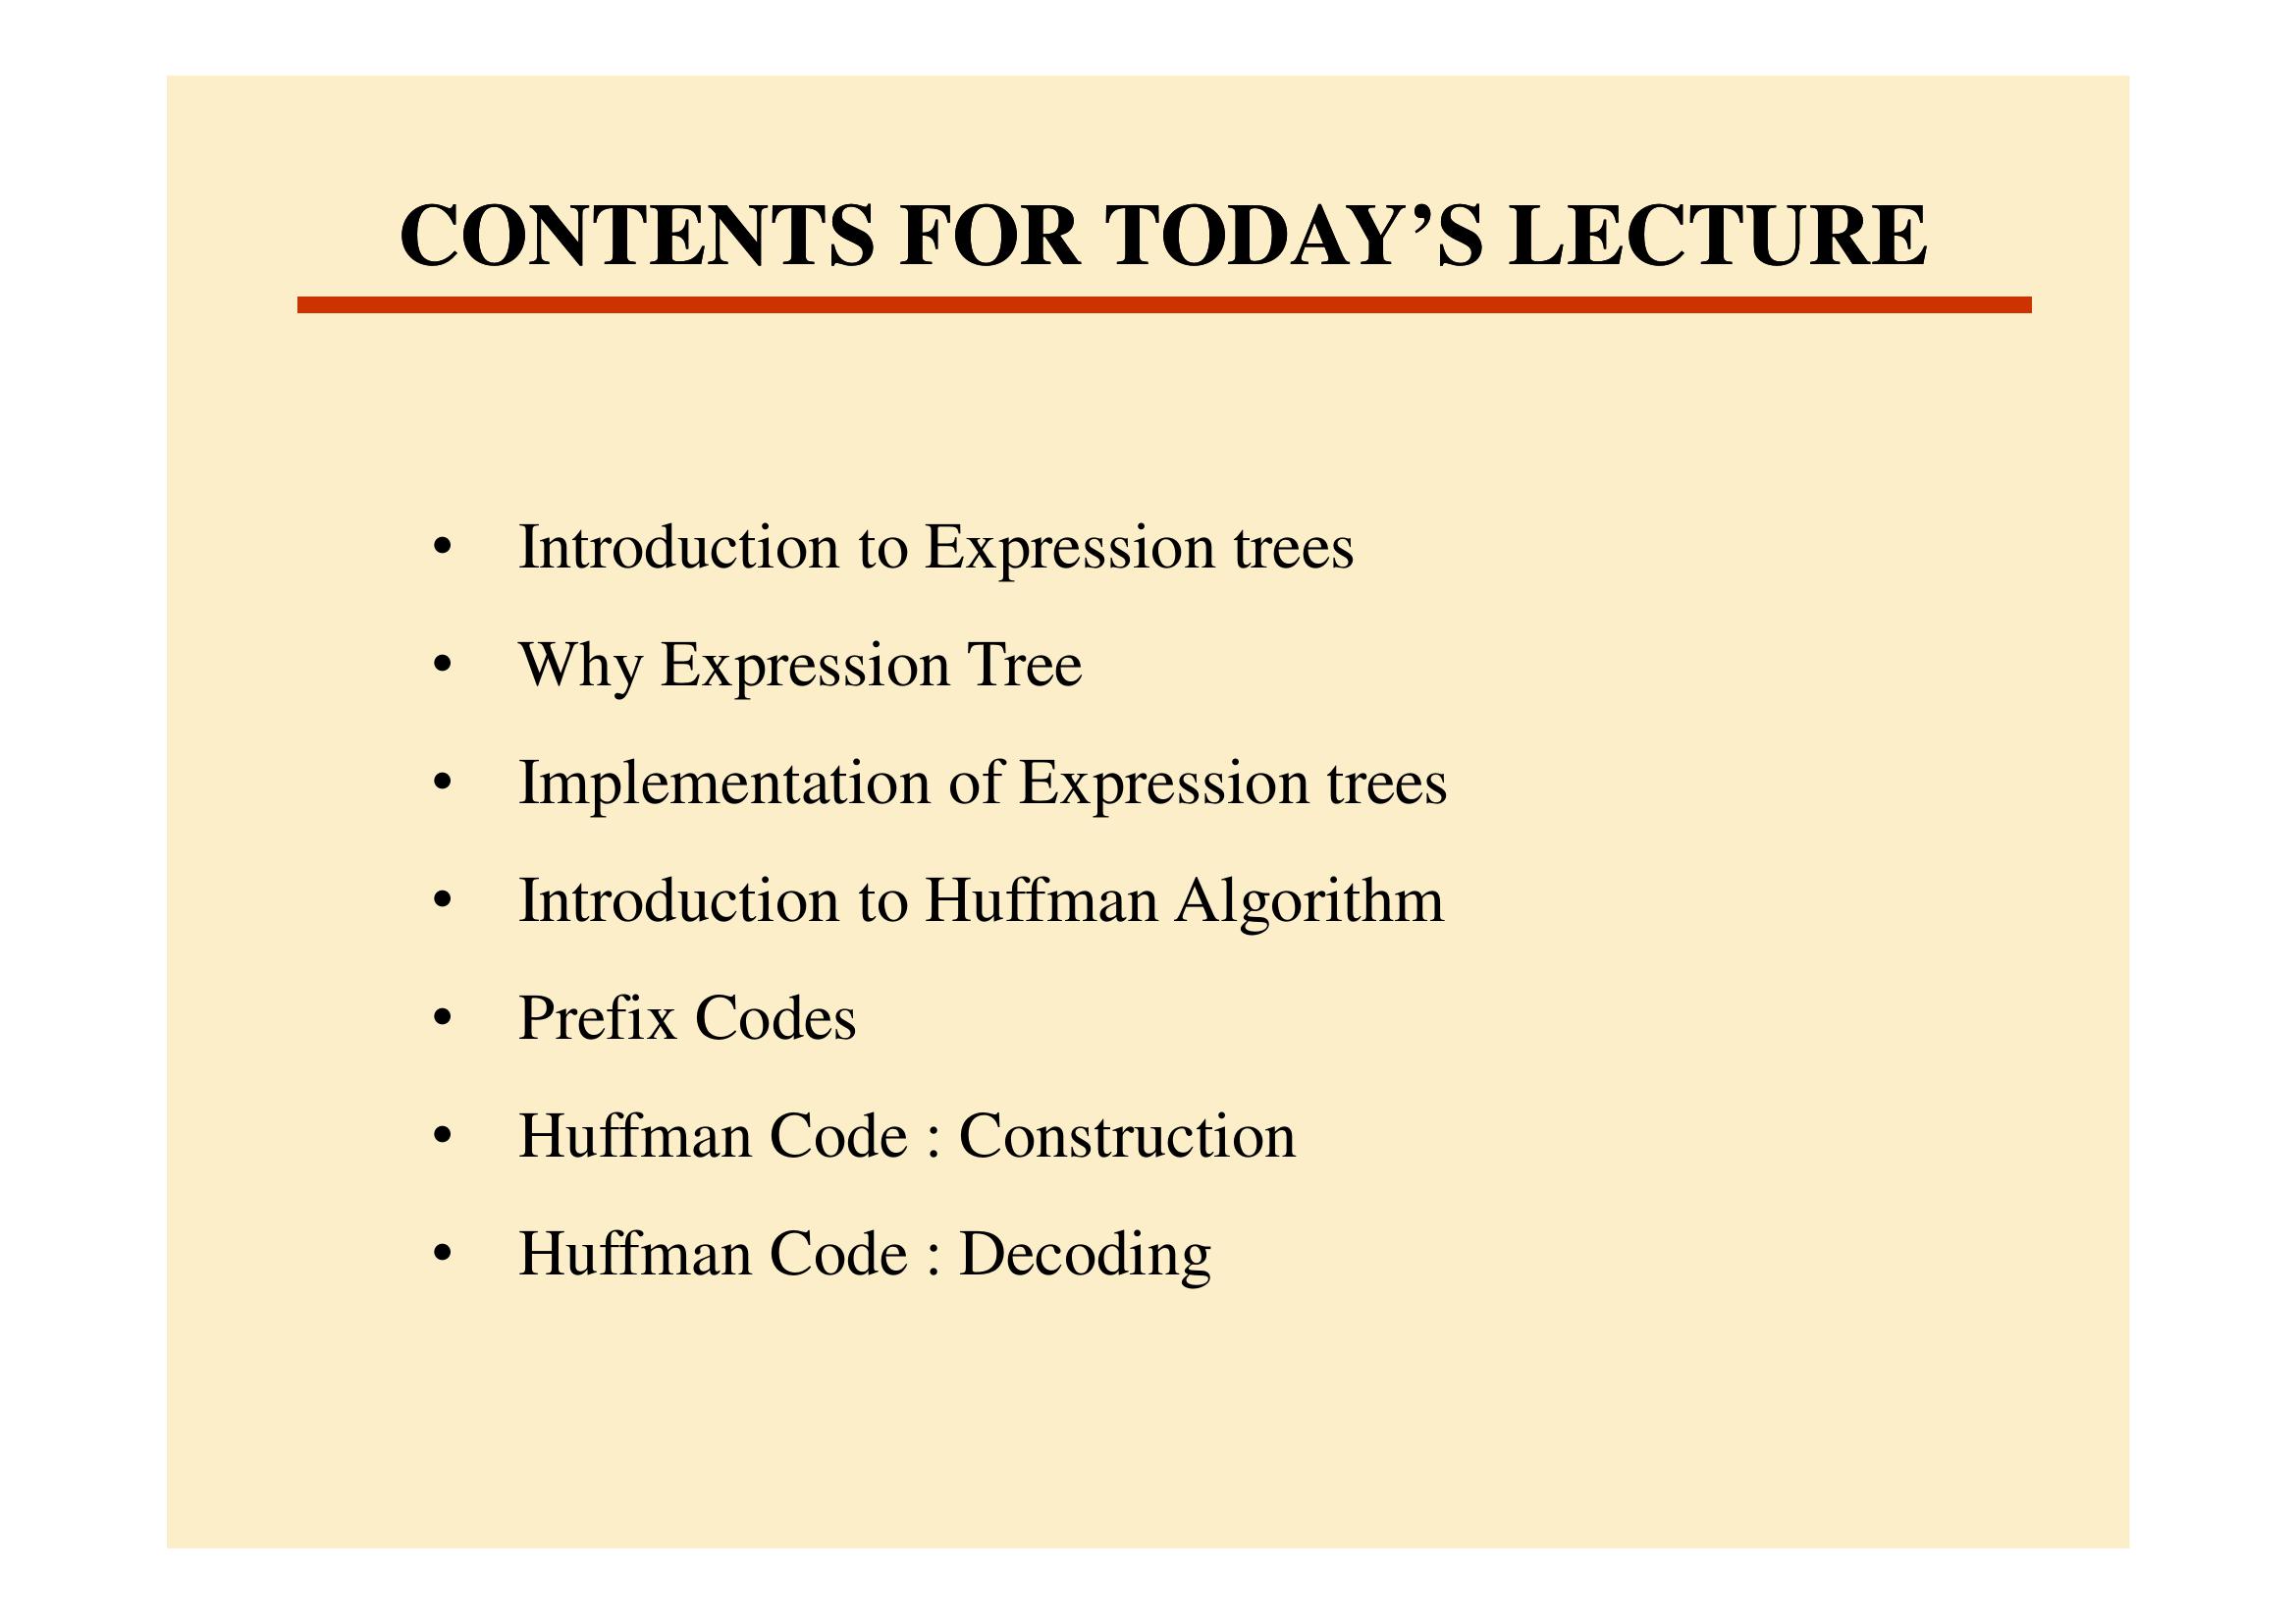 CONTENTS FOR TODAY’S LECTURE
• Introduction to Expression trees
• Why Expression Tree
• Implementation of Expression trees
• Introduction to Huffman Algorithm
• Prefix Codes
• Huffman Code : Construction
• Huffman Code : Decoding